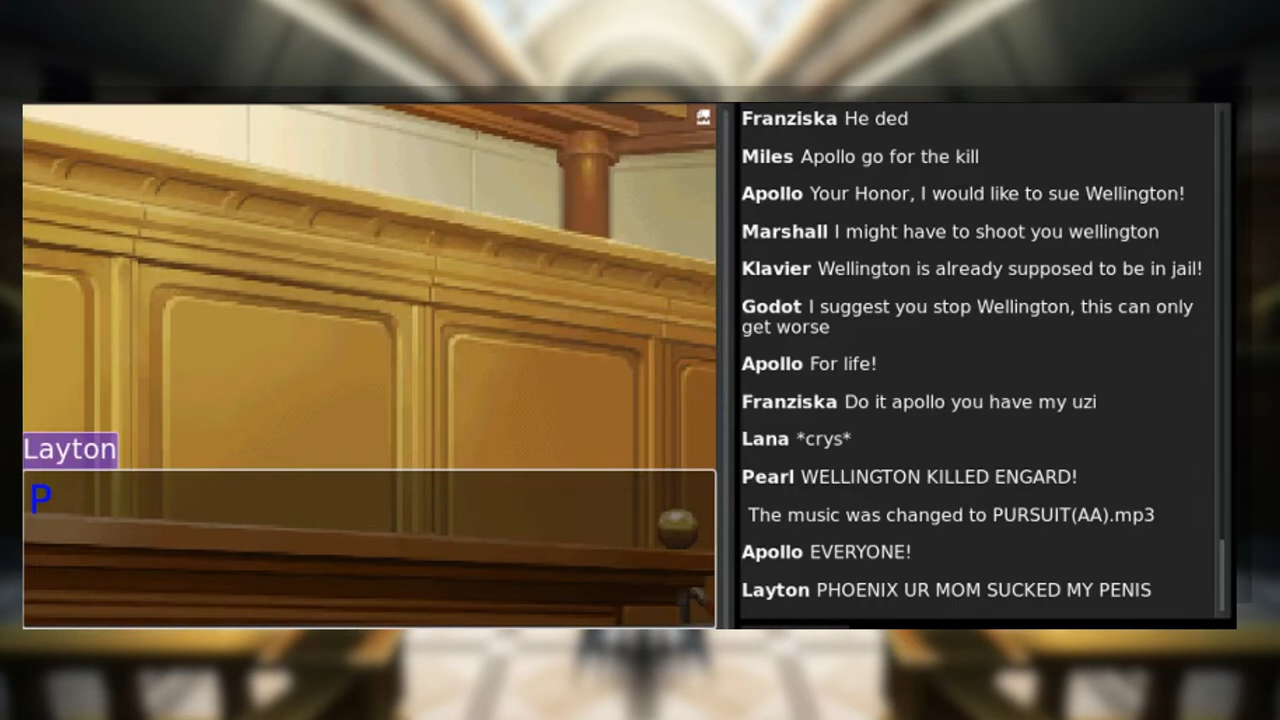 Layton
P
Franziska He ded
Miles Apollo go for the kill
Apollo Your Honor, I would like to sue Wellington!
Marshall I might have to shoot you wellington
Klavier Wellington is already supposed to be in jail!
Godot I suggest you stop Wellington, this can only
get worse
Apollo For life!
Franziska Do it apollo you have my uzi
Lana *crys*
Pearl WELLINGTON KILLED ENGARD!
The music was changed to PURSUIT(AA).mp3
Apollo EVERYONE!
Layton PHOENIX UR MOM SUCKED MY PENIS